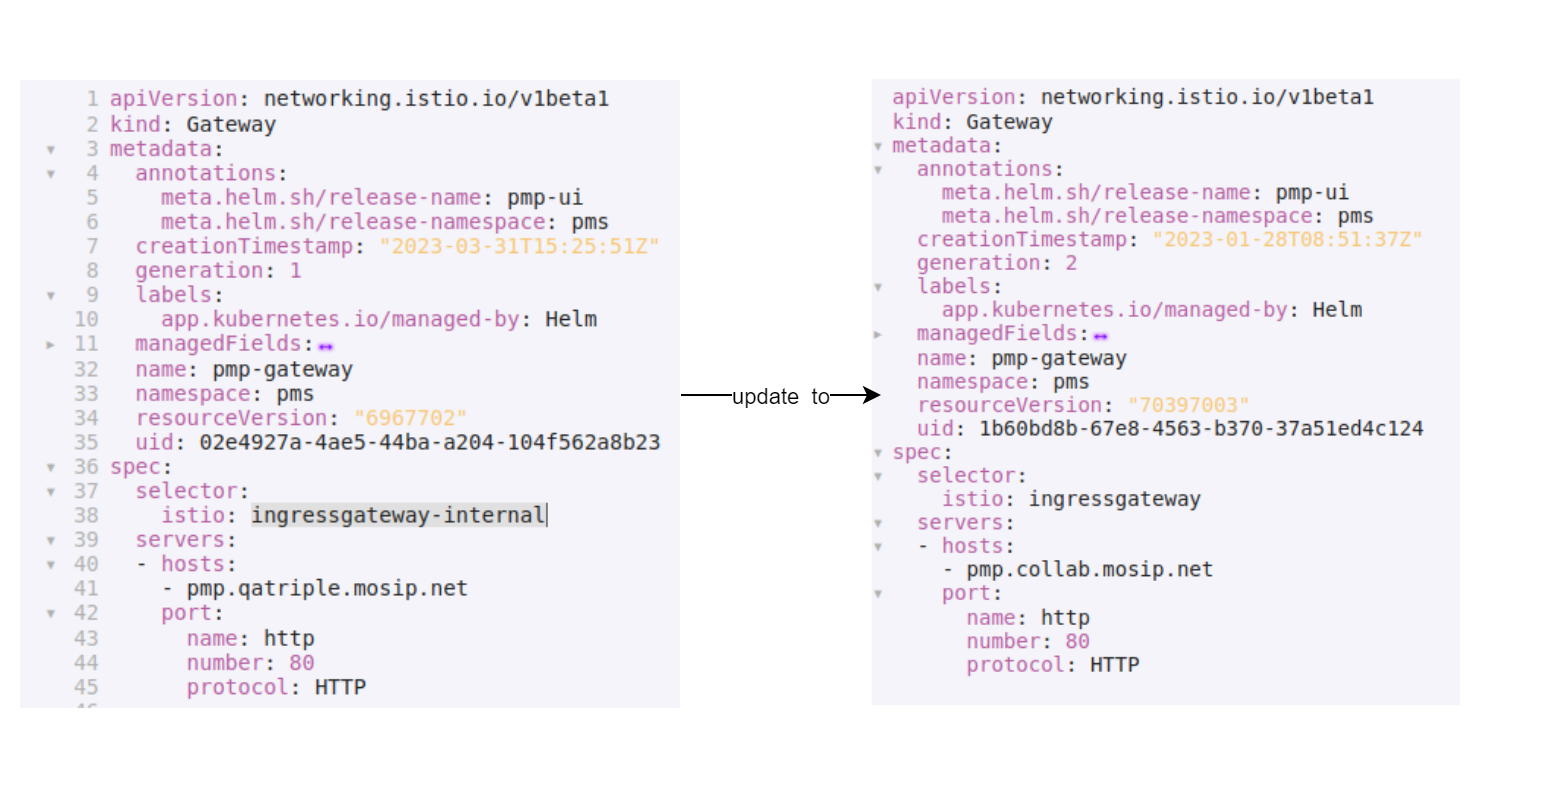 1 apiVersion: networking.istio.io/v1beta1
2 kind: Gateway
3 metadata:
4   annotations:
5     meta.helm.sh/release-name: pmp-ui
6     meta.helm.sh/release-namespace: pms
7   creationTimestamp: "2023-03-31T15:25:51Z"
8   generation: 1
9   labels:
10     app.kubernetes.io/managed-by: Helm
11   managedFields:↔
32   name: pmp-gateway
33   namespace: pms
34   resourceVersion: "6967702"
35   uid: 02e4927a-4ae5-44ba-a204-104f562a8b23
36 spec:
37   selector:
38     istio: ingressgateway-internal
39   servers:
40   - hosts:
41     - pmp.qatriple.mosip.net
42     port:
43       name: http
44       number: 80
45       protocol: HTTP
update to
apiVersion: networking.istio.io/v1beta1
kind: Gateway
metadata:
  annotations:
    meta.helm.sh/release-name: pmp-ui
    meta.helm.sh/release-namespace: pms
  creationTimestamp: "2023-01-28T08:51:37Z"
  generation: 2
  labels:
    app.kubernetes.io/managed-by: Helm
  managedFields:↔
  name: pmp-gateway
  namespace: pms
  resourceVersion: "70397003"
  uid: 1b60bd8b-67e8-4563-b370-37a51ed4c124
spec:
  selector:
    istio: ingressgateway
  servers:
  - hosts:
    - pmp.collab.mosip.net
    port:
      name: http
      number: 80
      protocol: HTTP